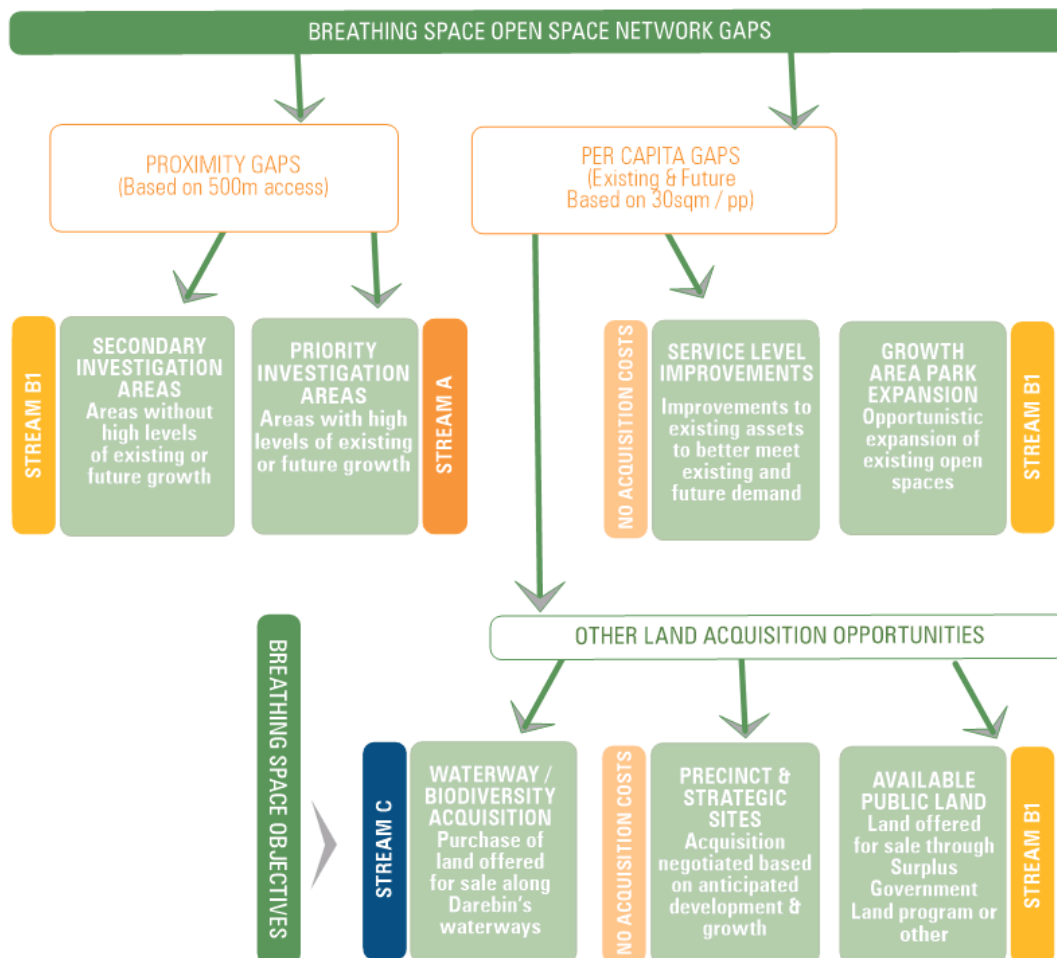 BREATHING SPACE OPEN SPACE NETWORK GAPS
PROXIMITY GAPS
(Based on 500m access)
PER CAPITA GAPS
(Existing & Future
Based on 30sqm / pp)
STREAM B1
SECONDARY
INVESTIGATION
AREAS
Areas without
high levels
of existing or
future growth
PRIORITY
INVESTIGATION
AREAS
Areas with high
levels of existing
or future growth
STREAM A
NO ACQUISITION COSTS
SERVICE LEVEL
IMPROVEMENTS
Improvements to
existing assets
to better meet
existing and
future demand
GROWTH
AREA PARK
EXPANSION
Opportunistic
expansion of
existing open
spaces
STREAM B1
OTHER LAND ACQUISITION OPPORTUNITIES
BREATHING SPACE OBJECTIVES
STREAM C
WATERWAY /
BIODIVERSITY
ACQUISITION
Purchase of
land offered
for sale along
Darebin's
waterways
NO ACQUISITION COSTS
PRECINCT &
STRATEGIC
SITES
Acquisition
negotiated based
on anticipated
development &
growth
AVAILABLE
PUBLIC LAND
Land offered
for sale through
Surplus
Government
Land program or
other
STREAM B1